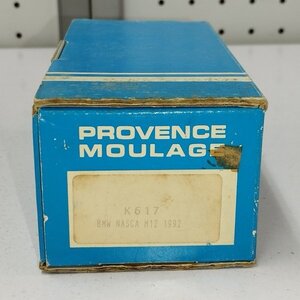 PROVENCE
MOULAGE
K617
BMW NASCA M12 1992